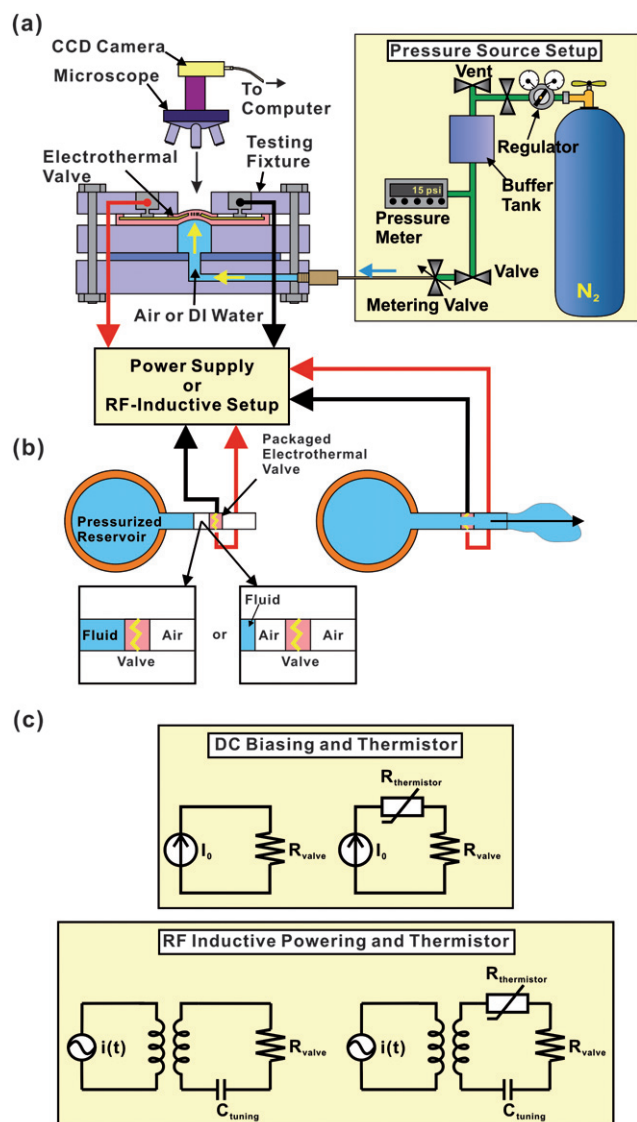 (a)
CCD Camera
Microscope
To
Computer
Electrothermal
Valve
Testing
Fixture
Air or DI Water
Pressure Source Setup
Vent
Regulator
Buffer
Tank
15 psi
Pressure
Meter
Valve
Metering Valve
N2
Power Supply
or
RF-Inductive Setup
(b)
Packaged
Electrothermal
Valve
Pressurized
Reservoir
Fluid
Air
Valve
or
Fluid
Air
Air
Valve
(c)
DC Biasing and Thermistor
I0
Rvalve
Rthermistor
I0
Rvalve
RF Inductive Powering and Thermistor
i(t)
Rvalve
Ctuning
Rthermistor
i(t)
Rvalve
Ctuning